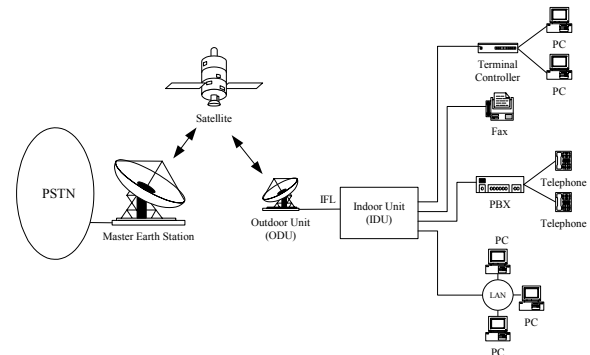 PC
Terminal
Controller
PC
Satellite
Fax
PSTN
IFL
Indoor Unit
(IDU)
Outdoor Unit
(ODU)
Master Earth Station
Telephone
PBX
Telephone
PC
LAN
PC
PC